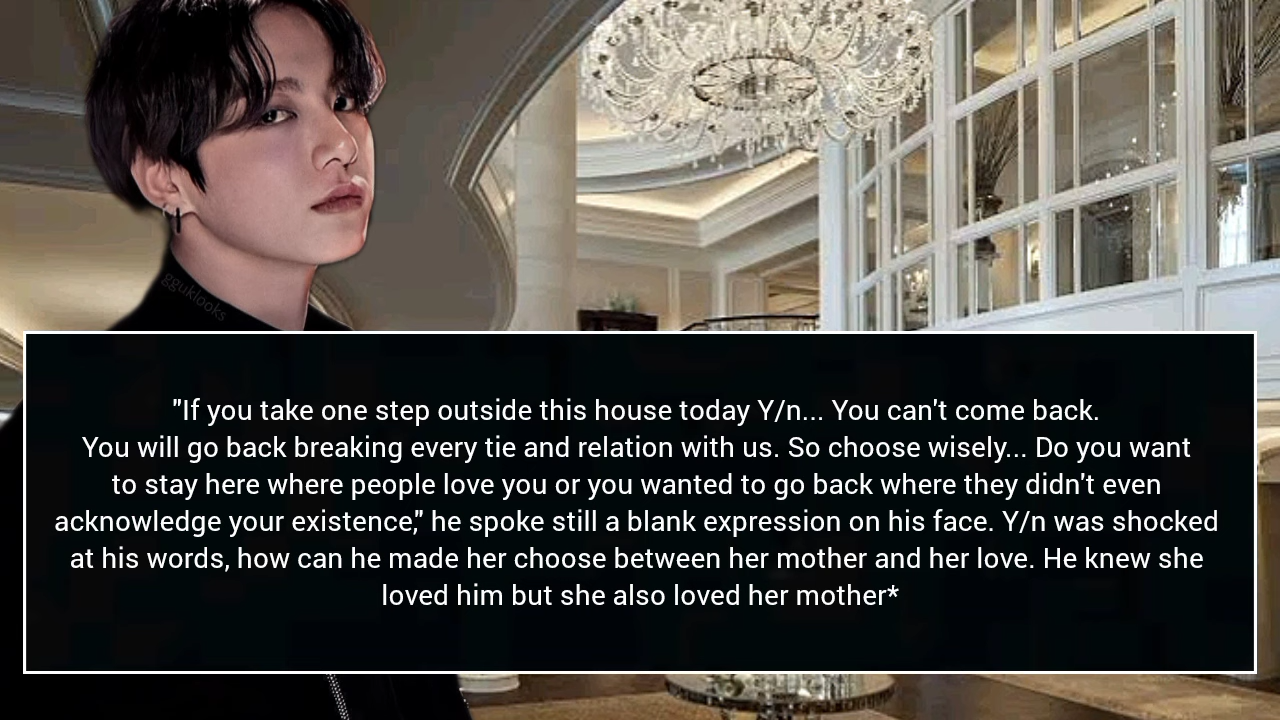 gguklooks
"If you take one step outside this house today Y/n... You can't come back.
You will go back breaking every tie and relation with us. So choose wisely... Do you want
to stay here where people love you or you wanted to go back where they didn't even
acknowledge your existence," he spoke still a blank expression on his face. Y/n was shocked
at his words, how can he made her choose between her mother and her love. He knew she
loved him but she also loved her mother*